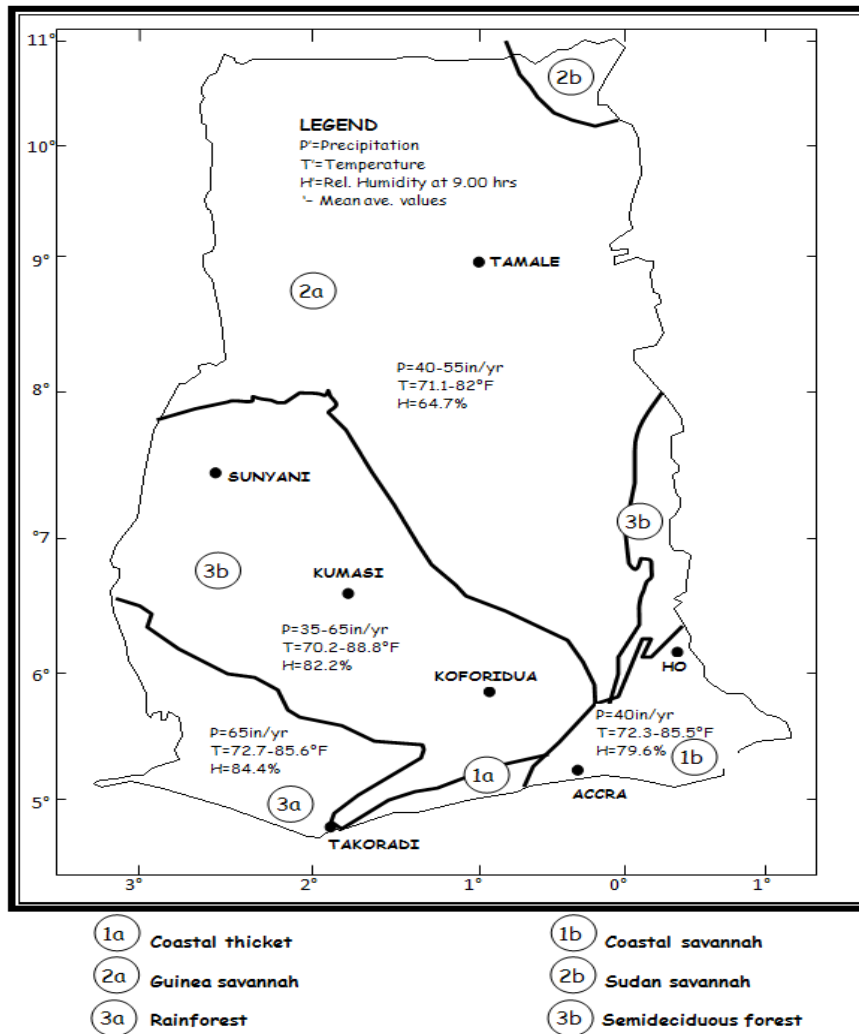 11°
2b
10°
LEGEND
P'=Precipitation
T'=Temperature
H'=Rel. Humidity at 9.00 hrs
'- Mean ave. values
9°
TAMALE
2a
P=40-55in/yr
T=71.1-82°F
H=64.7%
8°
SUNYANI
3b
°7
3b
KUMASI
P=35-65in/yr
T=70.2-88.8°F
H=82.2%
6°
KOFORIDUA
HO
P=65in/yr
T=72.7-85.6°F
H=84.4%
P=40in/yr
T=72.3-85.5°F
H=79.6%
1b
1a
5°
3a
ACCRA
TAKORADI
3° 2° 1° 0° 1°
1a Coastal thicket
1b Coastal savannah
2a Guinea savannah
2b Sudan savannah
3a Rainforest
3b Semideciduous forest